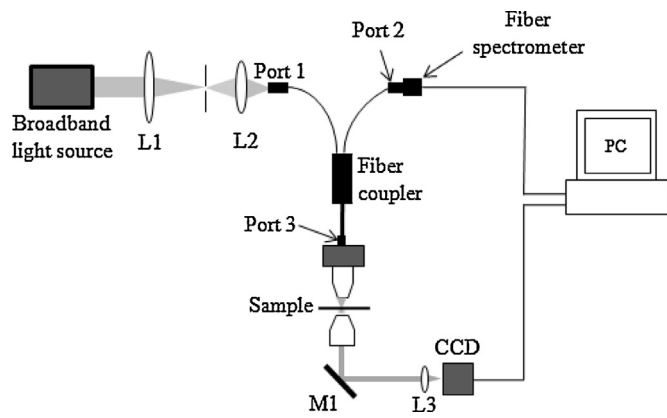 Port 2
Fiber
spectrometer
Port 1
Broadband
light source
L1
L2
PC
Fiber
coupler
Port 3
Sample
CCD
M1
L3